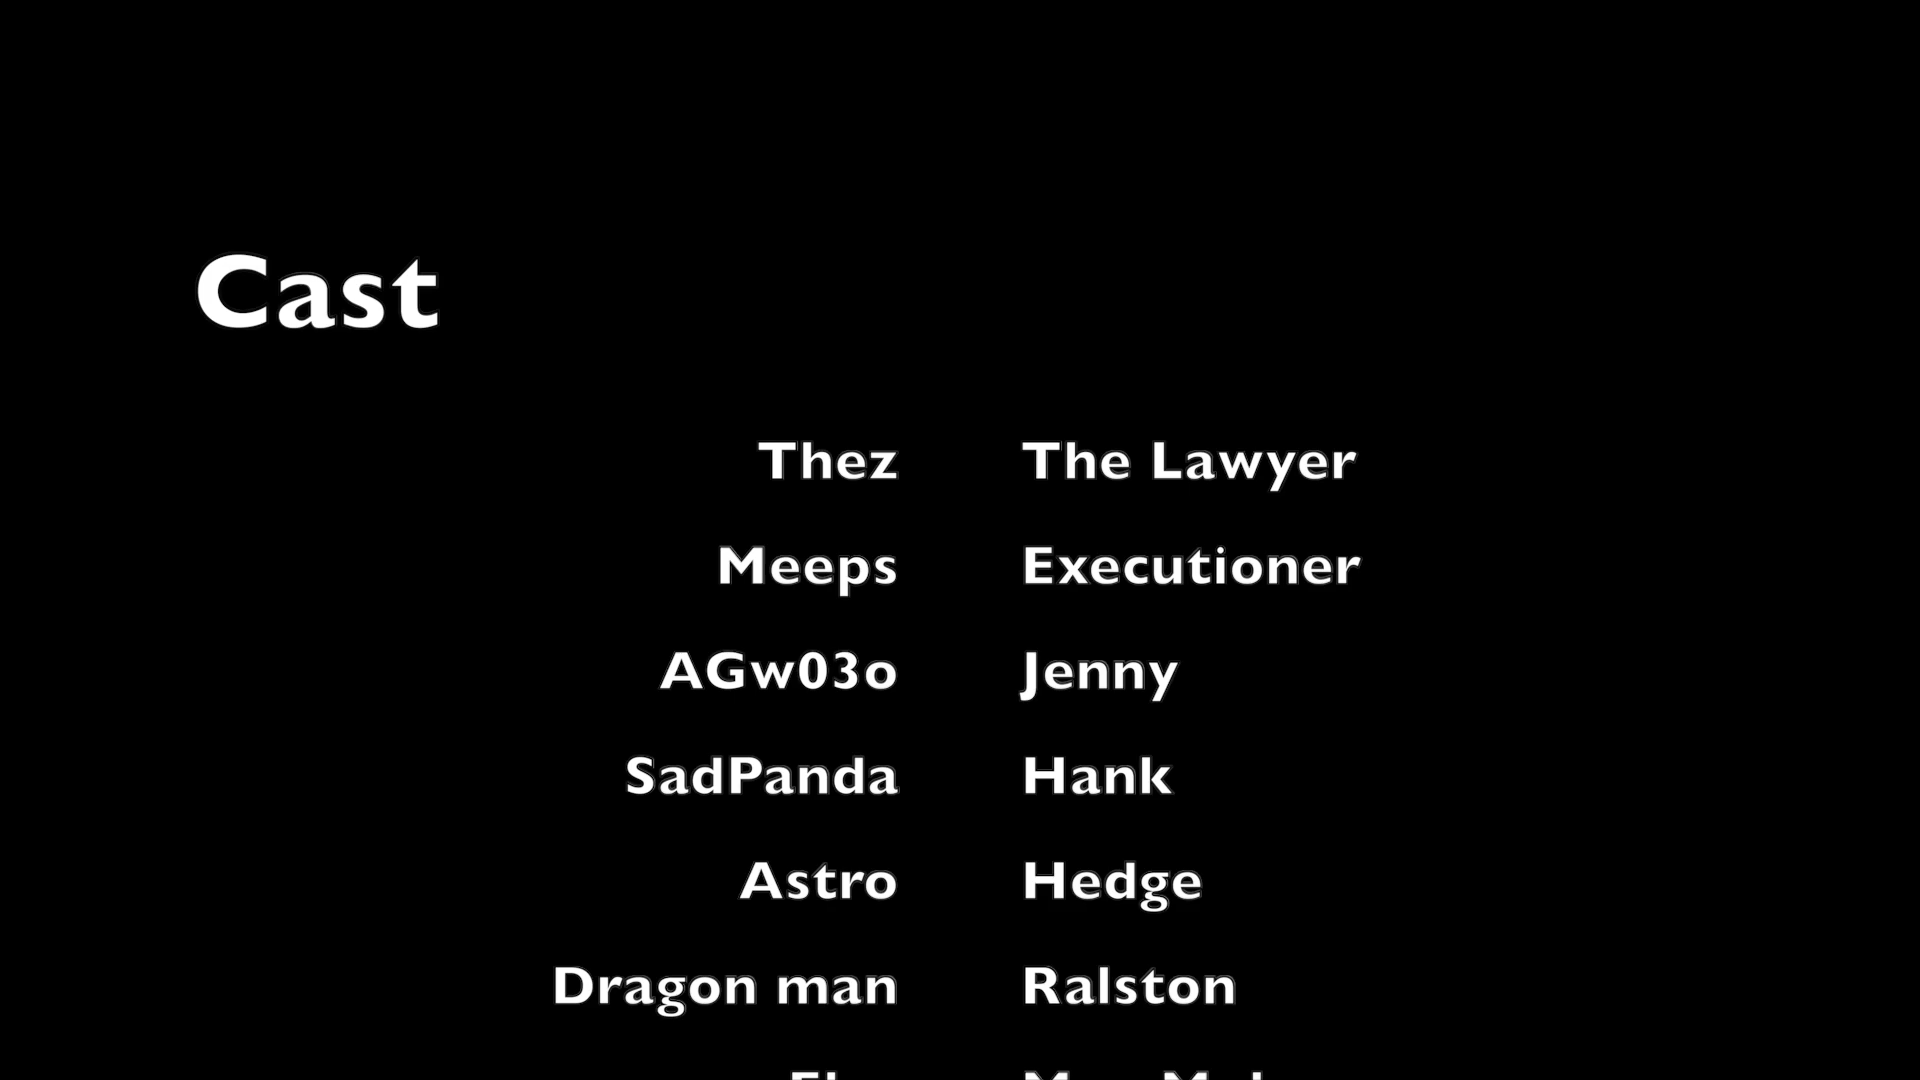 Cast
Thez The Lawyer
Meeps Executioner
AGw03o Jenny
SadPanda Hank
Astro Hedge
Dragon man Ralston